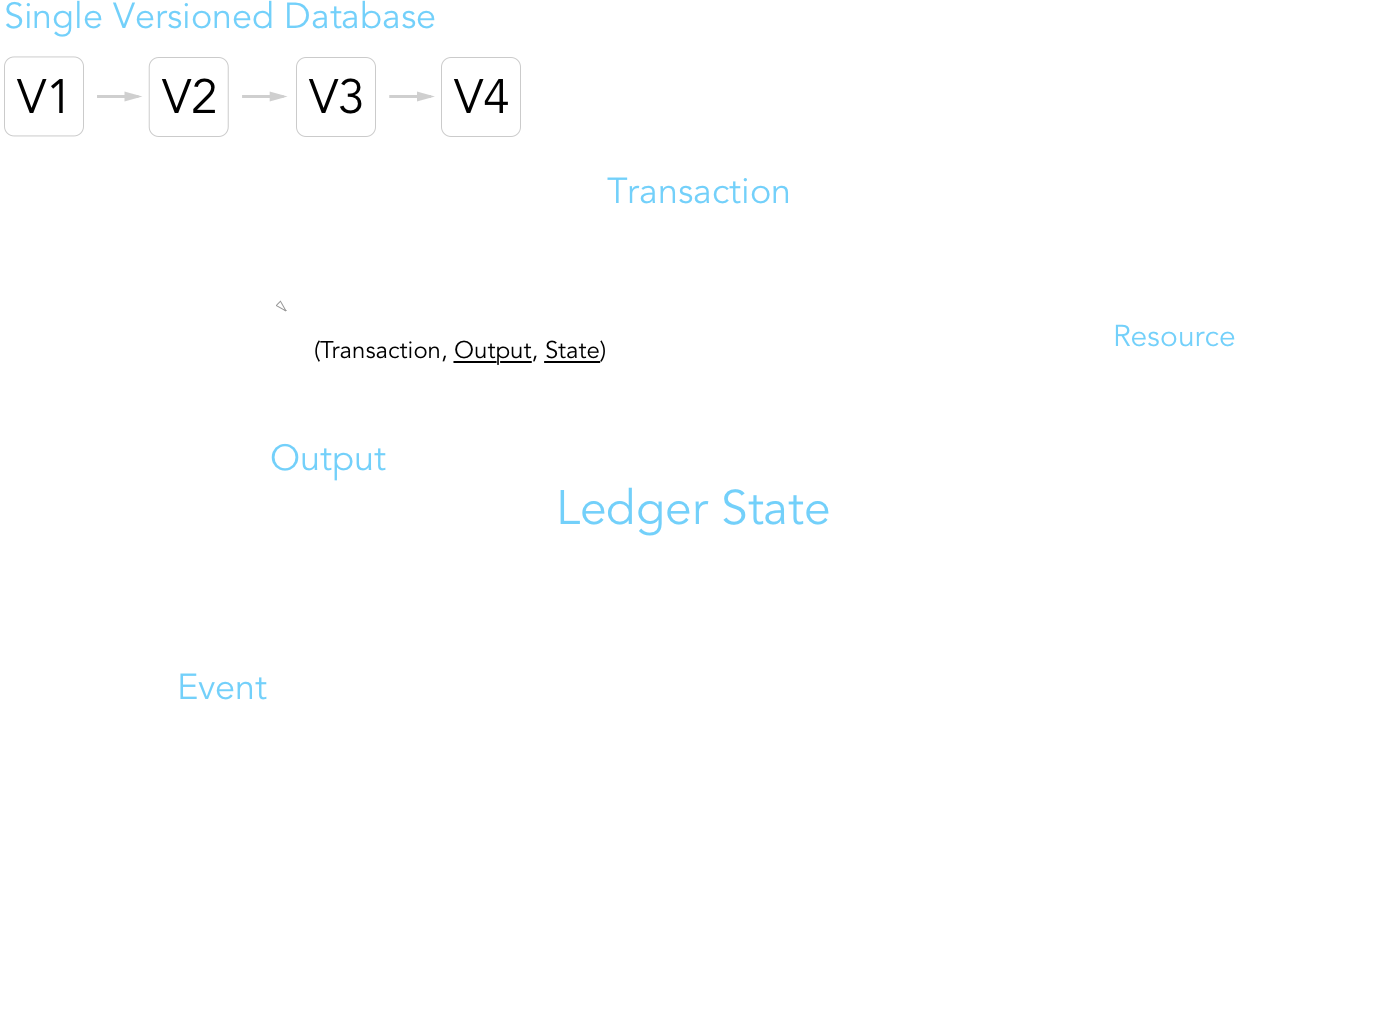 Single Versioned Database
V1
V2
V3
V4
Transaction
(Transaction, Output, State)
Resource
Output
Ledger State
Event